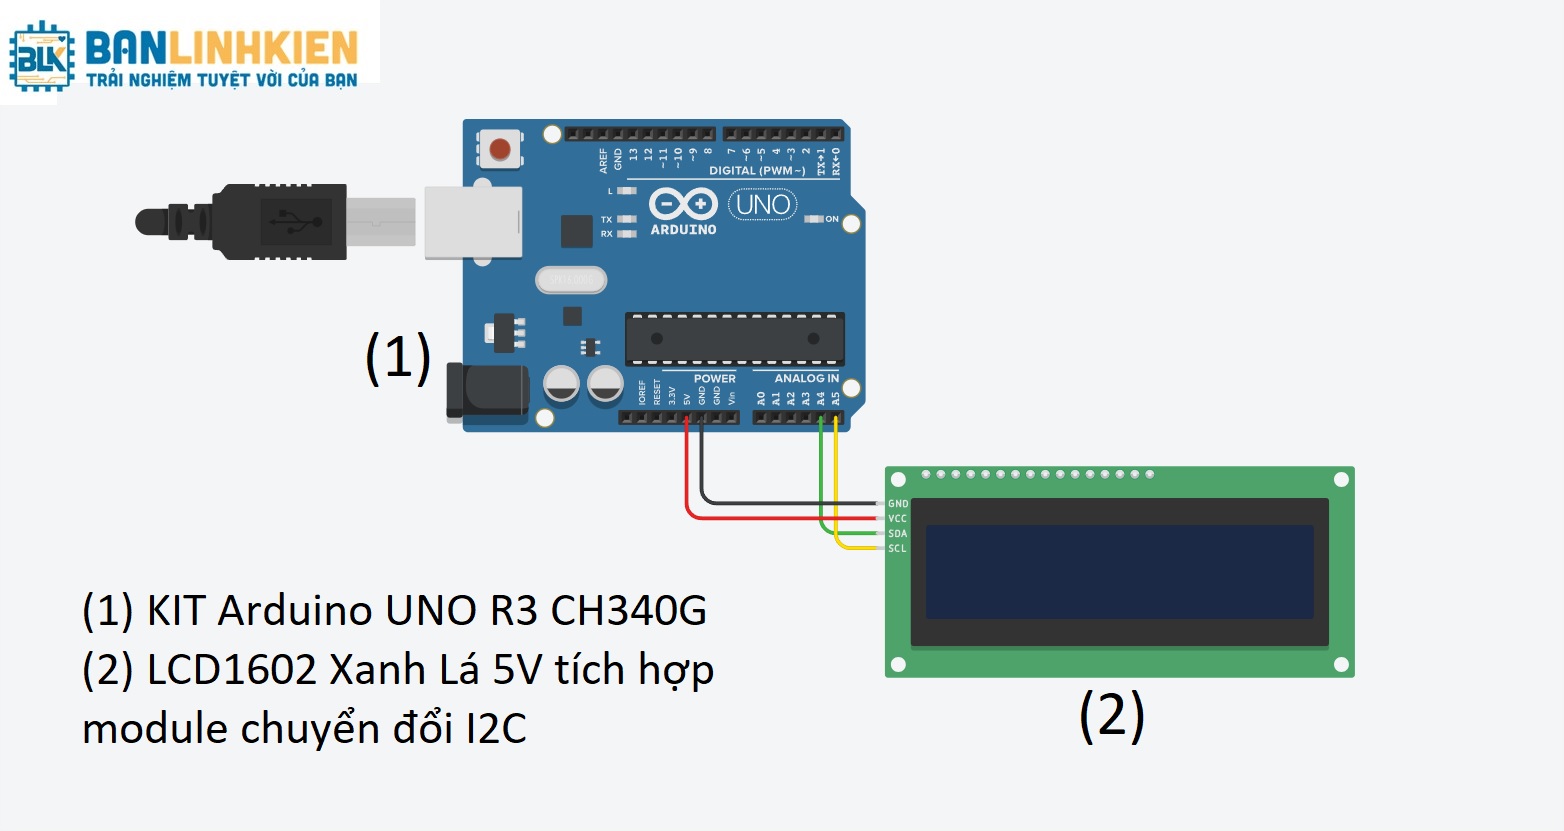 BLK
BANLINHKIEN
TRẢI NGHIỆM TUYỆT VỜI CỦA BẠN
AREF
GND
13
12
~11
~10
~9
8
7
~6
~5
4
~3
2
TX→1
RX←0
DIGITAL (PWM~)
L
TX
RX
ARDUINO
UNO
ON
(1)
POWER
ANALOG IN
IOREF
RESET
3.3V
5V
GND
GND
Vin
A0
A1
A2
A3
A4
A5
GND
VCC
SDA
SCL
(1) KIT Arduino UNO R3 CH340G
(2) LCD1602 Xanh Lá 5V tích hợp
module chuyển đổi I2C
(2)